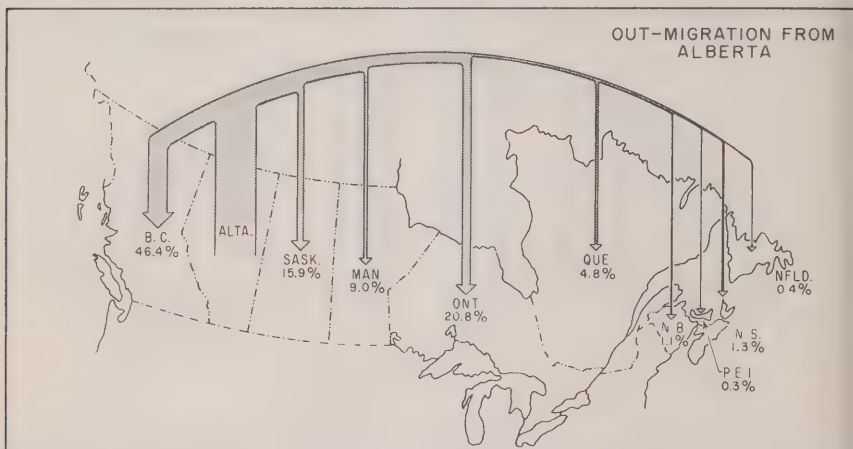 OUT-MIGRATION FROM
ALBERTA
B.C.
46.4%
ALTA.
SASK.
15.9%
MAN
9.0%
ONT
20.8%
QUE
4.8%
NFLD.
0.4%
N B
1.1%
N S.
1.3%
P E I
0.3%